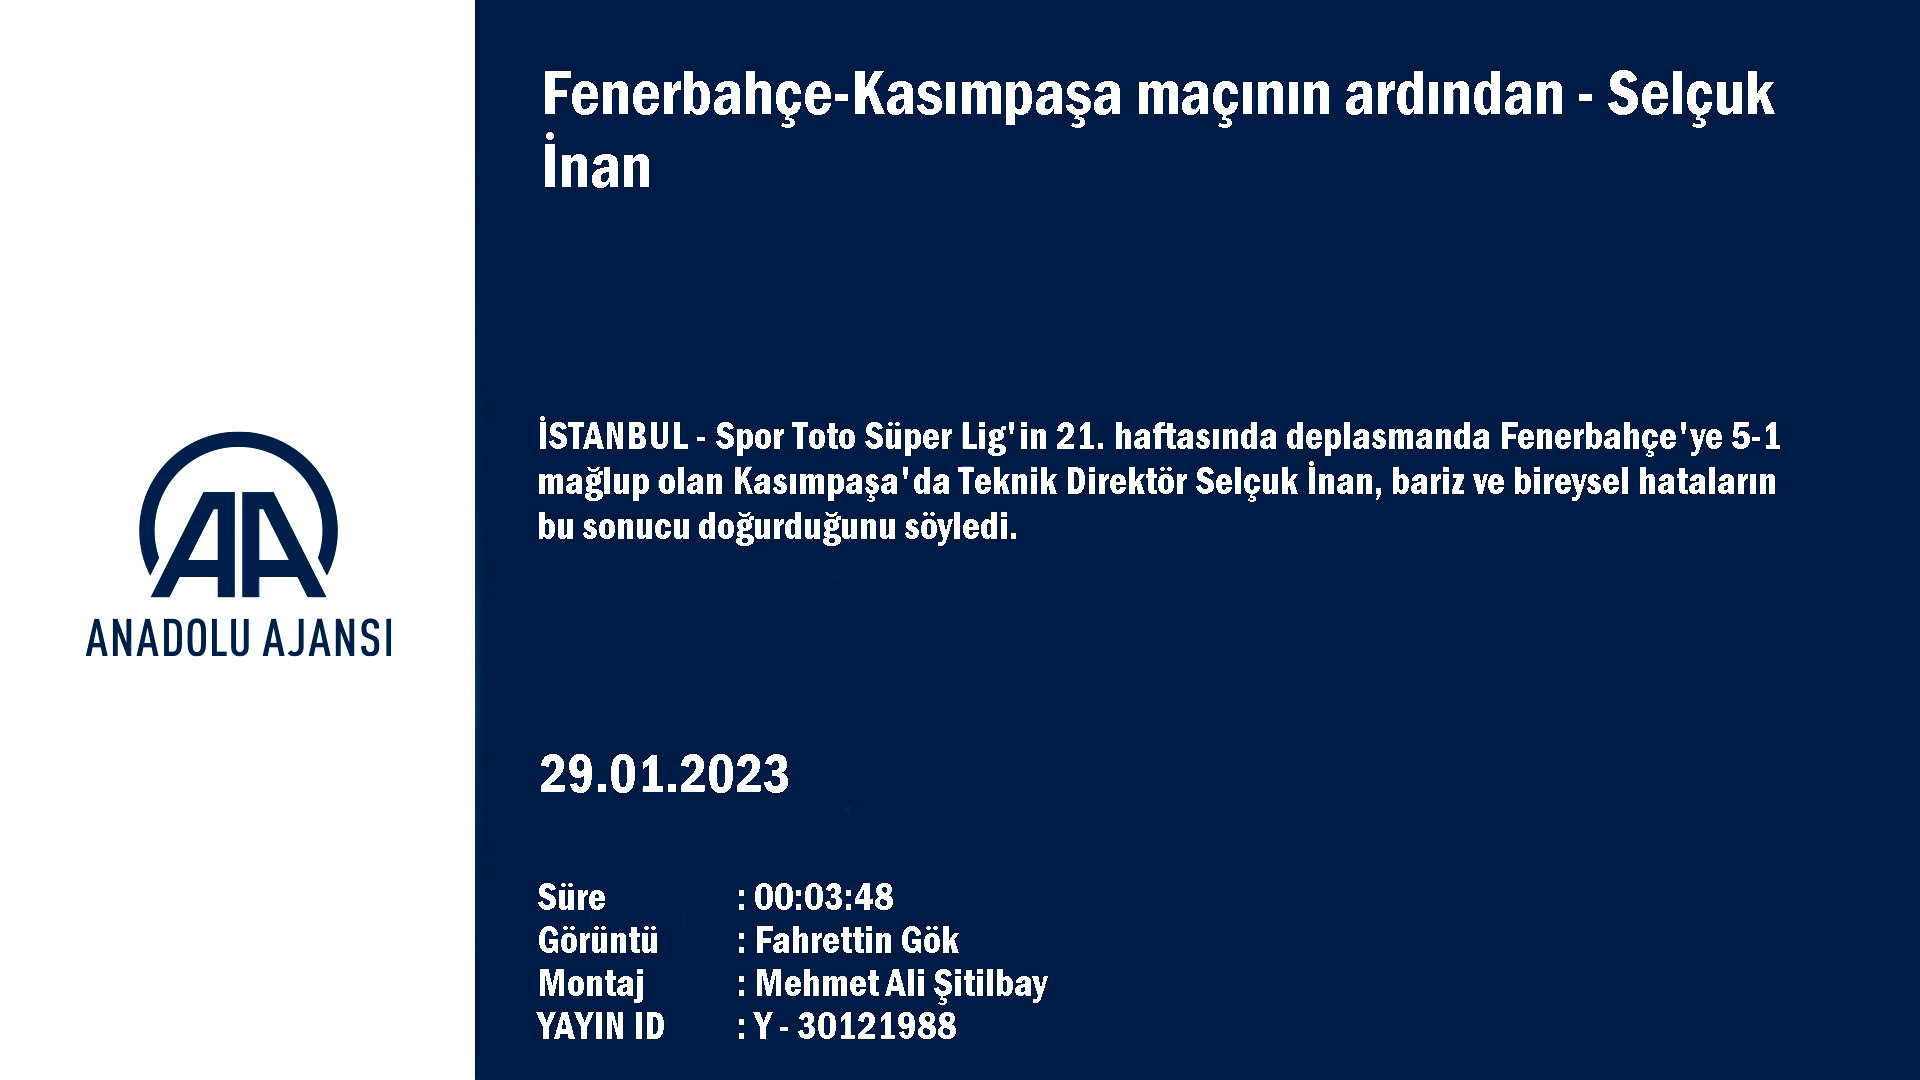 Fenerbahçe-Kasımpaşa maçının ardından - Selçuk
İnan
İSTANBUL - Spor Toto Süper Lig'in 21. haftasında deplasmanda Fenerbahçe'ye 5-1
mağlup olan Kasımpaşa'da Teknik Direktör Selçuk İnan, bariz ve bireysel hataların
bu sonucu doğurduğunu söyledi.
AA
ANADOLU AJANSI
29.01.2023
Süre : 00:03:48
Görüntü : Fahrettin Gök
Montaj : Mehmet Ali Şitilbay
YAYIN ID : Y - 30121988